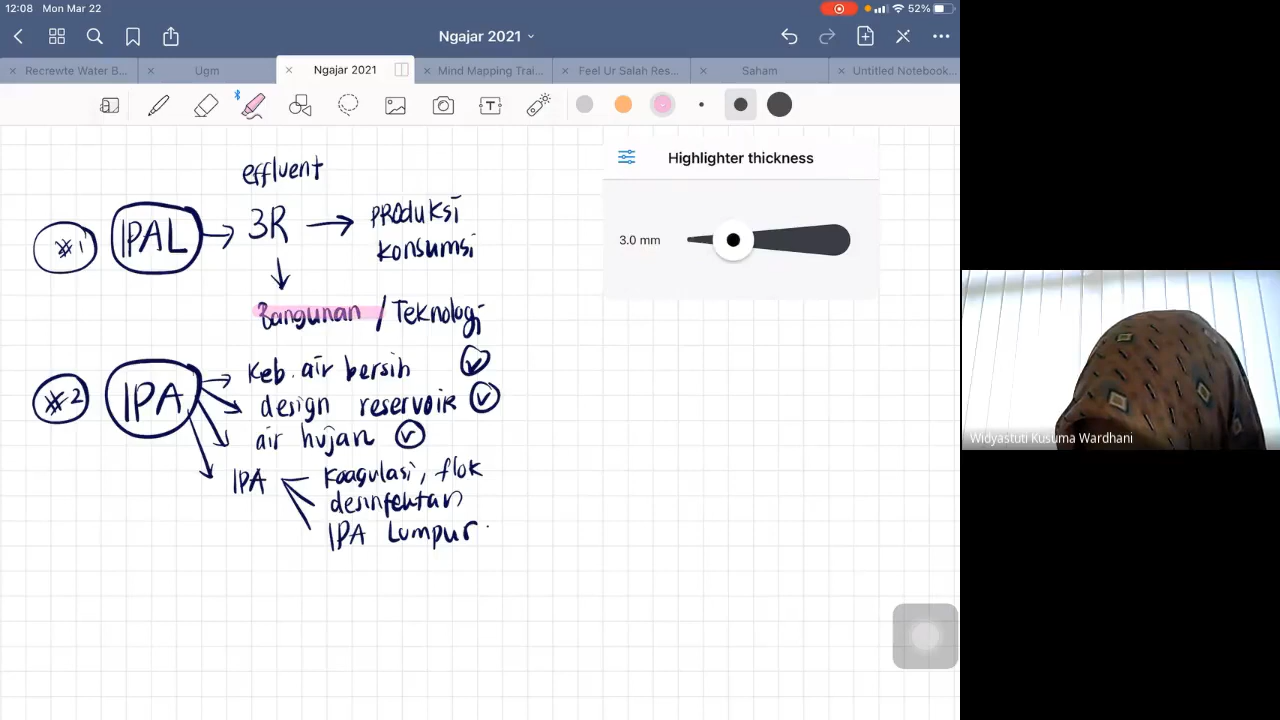 12:08 Mon Mar 22
52%
Ngajar 2021
Recrewte Water B...
Ugm
Ngajar 2021
Mind Mapping Trai...
Feel Ur Salah Res...
Saham
Untitled Notebook...
Highlighter thickness
3.0 mm
effluent
#1 IPAL → 3R → PRODUKSI
KONSUMSI
Bangunan / Teknologi
#2 IPA
Keb. air bersih
design reservoir
air hujan
IPA
Koagulasi, flok
desinfektan
IPA Lumpur
Widyastuti Kusuma Wardhani